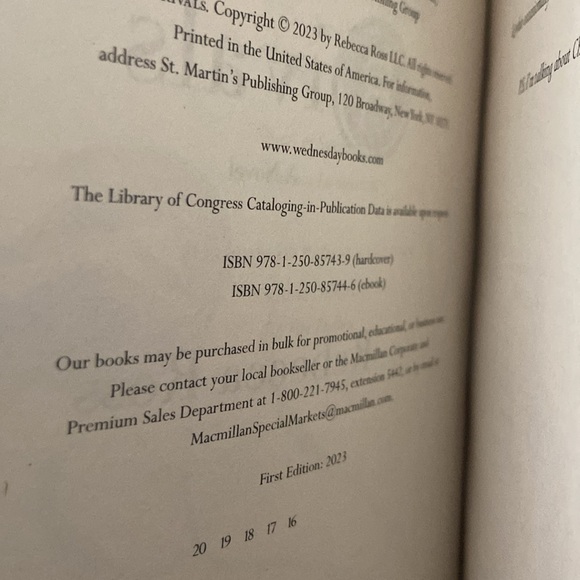 VALS. Copyright © 2023 by Rebecca Ross LLC. All rights reserved
Printed in the United States of America. For information,
address St. Martin's Publishing Group, 120 Broadway, New York, NY
www.wednesdaybooks.com
The Library of Congress Cataloging-in-Publication Data is available upon request.
ISBN 978-1-250-85743-9 (hardcover)
ISBN 978-1-250-85744-6 (ebook)
Our books may be purchased in bulk for promotional, educational, or business use.
Please contact your local bookseller or the Macmillan Corporate and
Premium Sales Department at 1-800-221-7945, extension 5442, or by email at
MacmillanSpecialMarkets@macmillan.com.
First Edition: 2023
20 19 18 17 16
I'm talking about